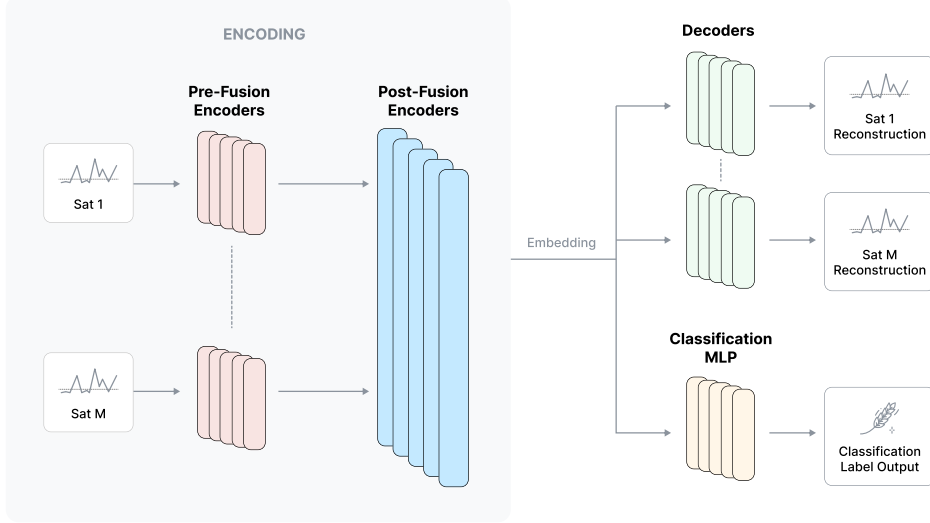 ENCODING
Pre-Fusion
Encoders
Post-Fusion
Encoders
Sat 1
Sat M
Embedding
Decoders
Sat 1
Reconstruction
Sat M
Reconstruction
Classification
MLP
Classification
Label Output